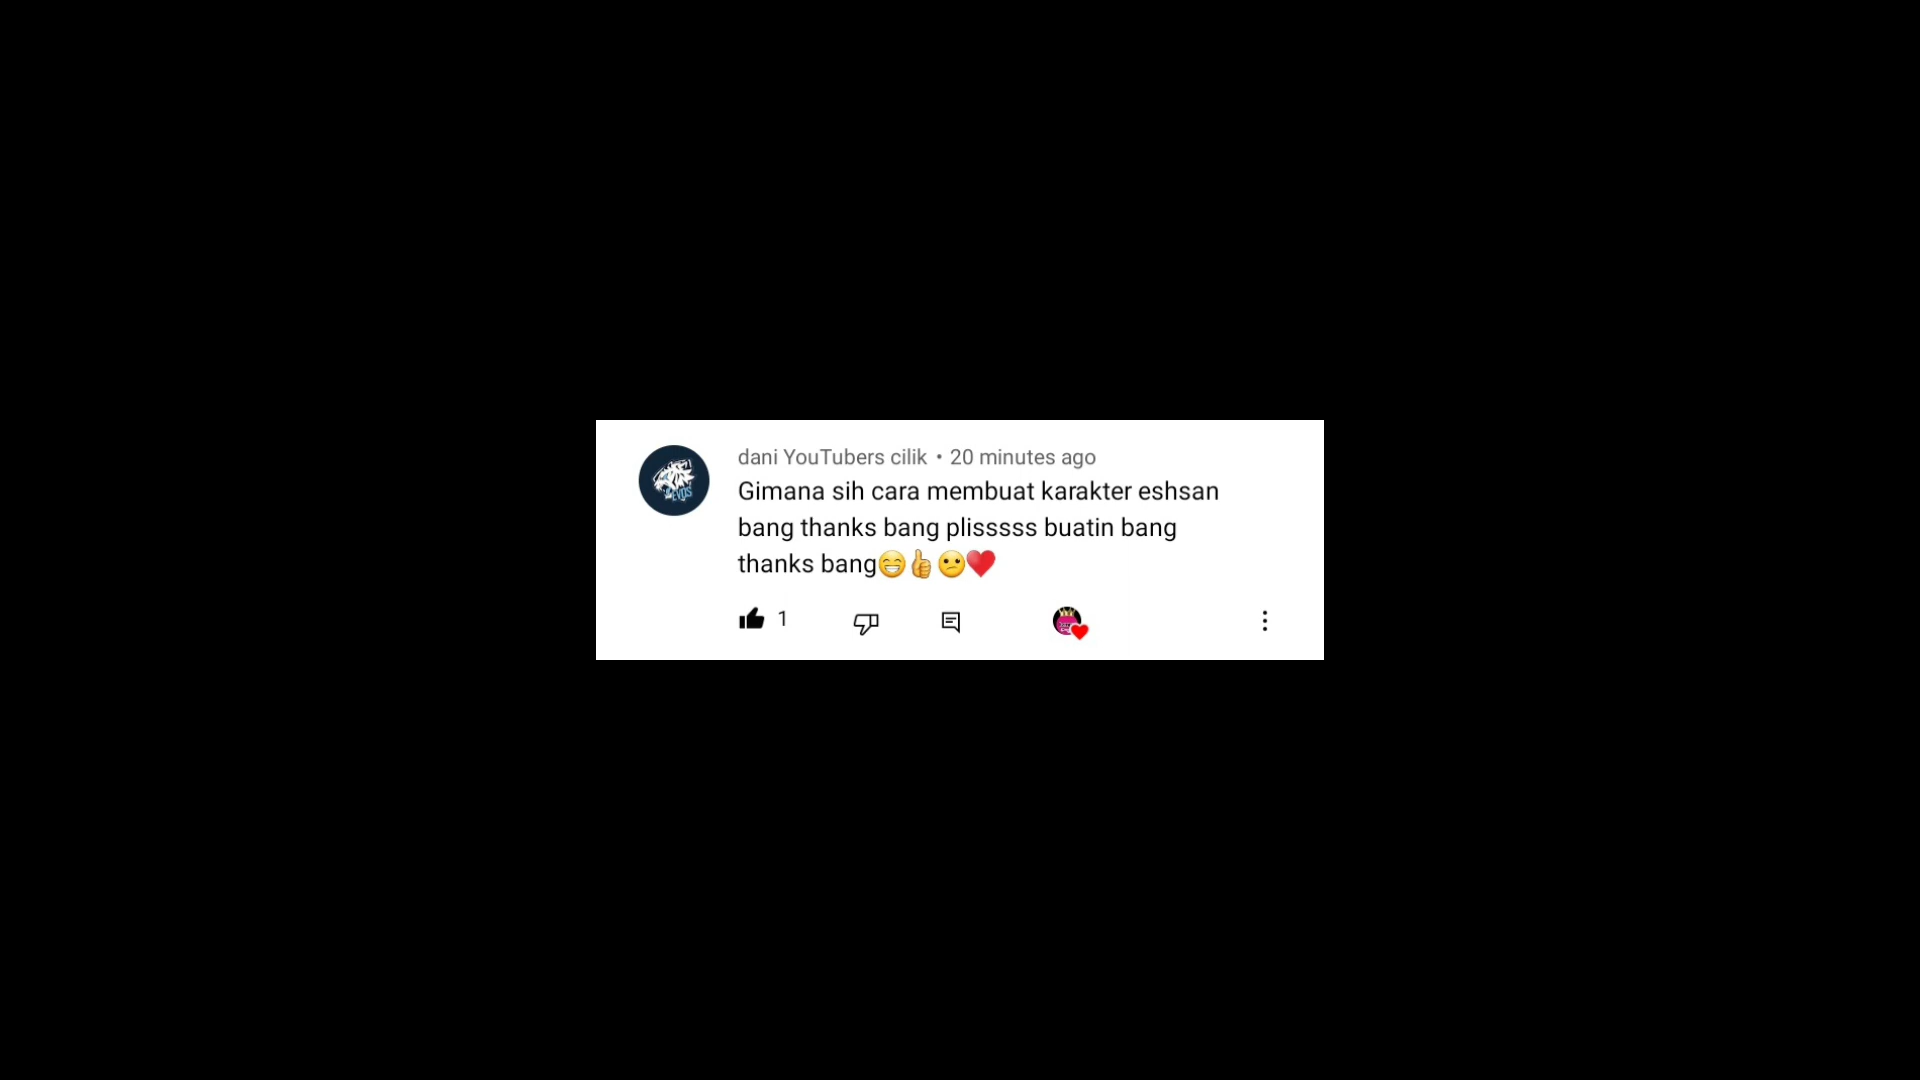 dani YouTubers cilik • 20 minutes ago
Gimana sih cara membuat karakter eshsan
bang thanks bang plisssss buatin bang
thanks bang😁👍😕♥️
1
EVOS